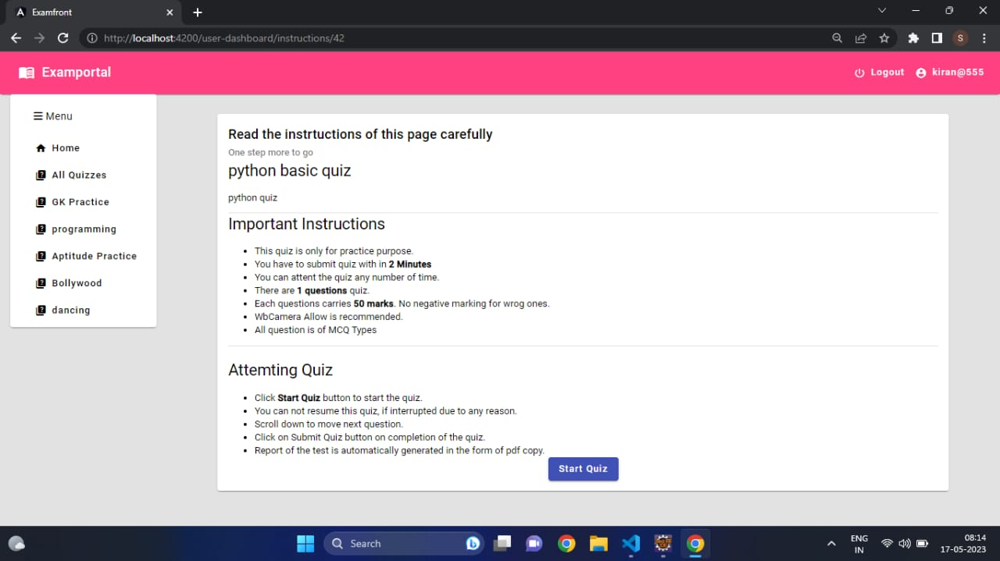 Examfront
http://localhost:4200/user-dashboard/instructions/42
S
Examportal
Logout
kiran@555
Menu
Home
All Quizzes
GK Practice
programming
Aptitude Practice
Bollywood
dancing
Read the instrtuctions of this page carefully
One step more to go
python basic quiz
python quiz
Important Instructions
This quiz is only for practice purpose.
You have to submit quiz with in 2 Minutes
You can attent the quiz any number of time.
There are 1 questions quiz.
Each questions carries 50 marks. No negative marking for wrog ones.
WbCamera Allow is recommended.
All question is of MCQ Types
Attemting Quiz
Click Start Quiz button to start the quiz.
You can not resume this quiz, if interrupted due to any reason.
Scroll down to move next question.
Click on Submit Quiz button on completion of the quiz.
Report of the test is automatically generated in the form of pdf copy.
Start Quiz
Search
ENG
IN
08:14
17-05-2023